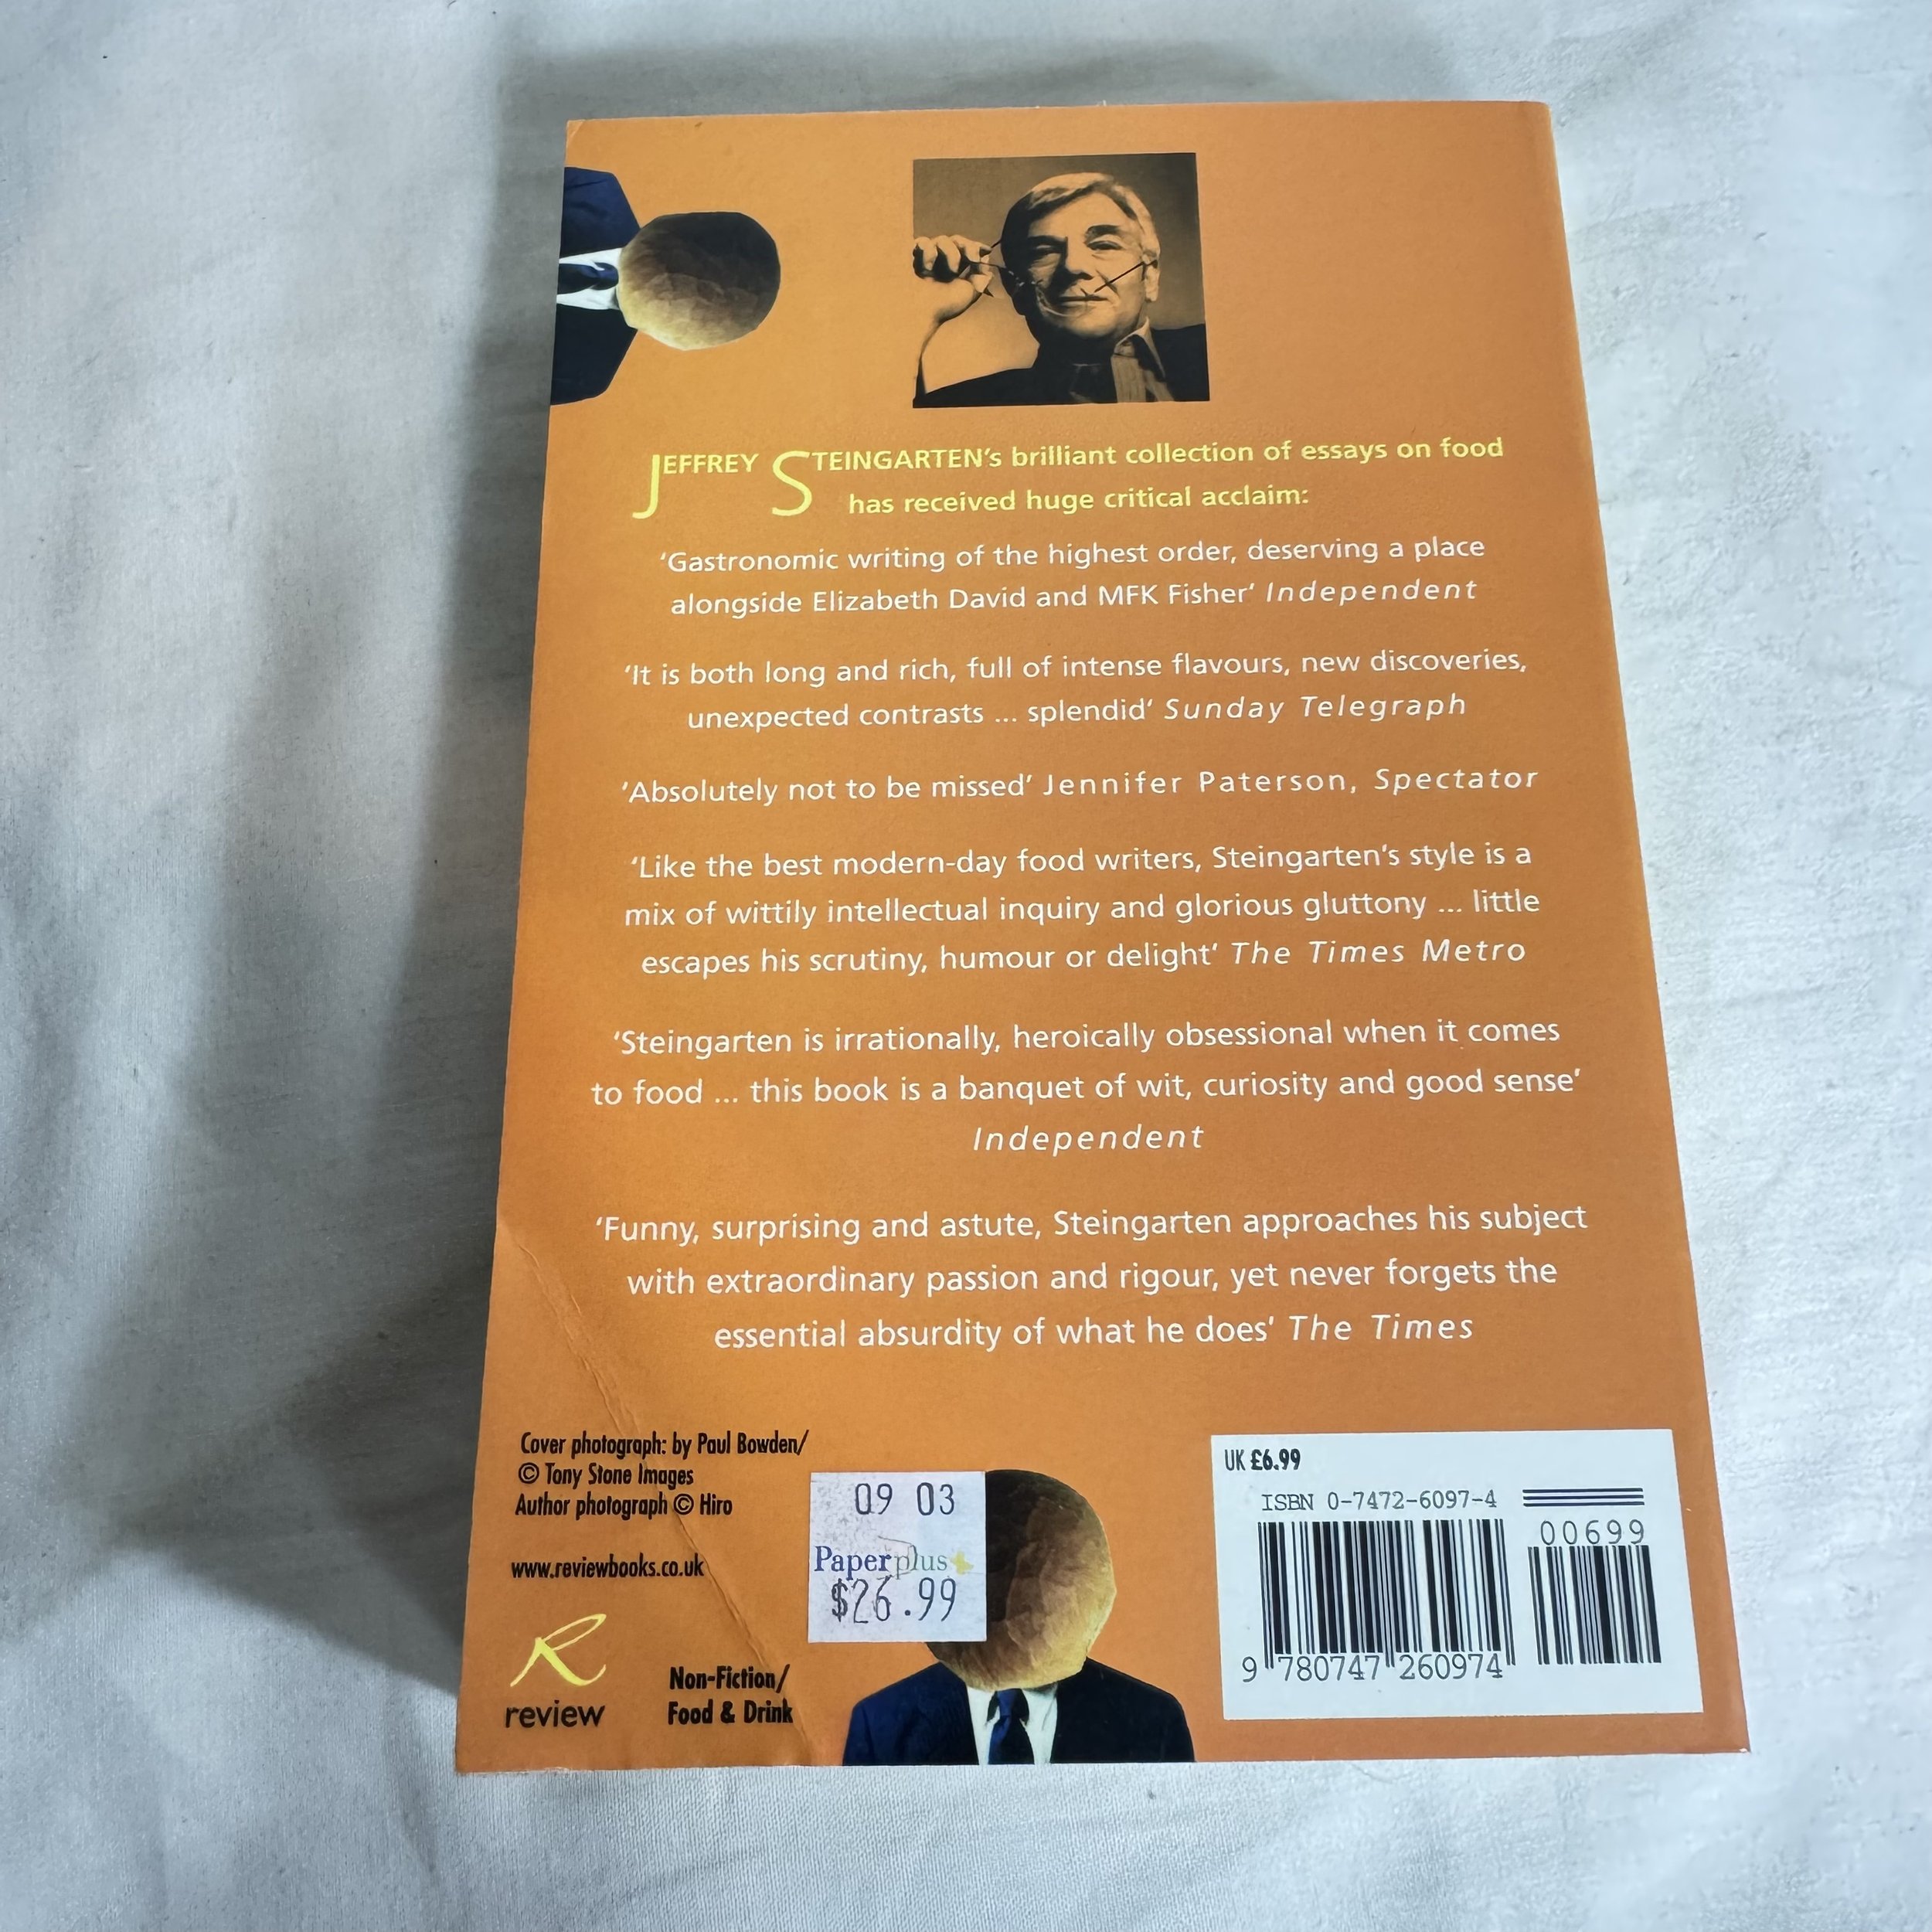 JEFFREY STEINGARTEN's brilliant collection of essays on food
has received huge critical acclaim:
‘Gastronomic writing of the highest order, deserving a place
alongside Elizabeth David and MFK Fisher’ Independent
‘It is both long and rich, full of intense flavours, new discoveries,
unexpected contrasts ... splendid’ Sunday Telegraph
‘Absolutely not to be missed’ Jennifer Paterson, Spectator
‘Like the best modern-day food writers, Steingarten’s style is a
mix of wittily intellectual inquiry and glorious gluttony ... little
escapes his scrutiny, humour or delight’ The Times Metro
‘Steingarten is irrationally, heroically obsessional when it comes
to food ... this book is a banquet of wit, curiosity and good sense’
Independent
‘Funny, surprising and astute, Steingarten approaches his subject
with extraordinary passion and rigour, yet never forgets the
essential absurdity of what he does’ The Times
Cover photograph: by Paul Bowden/
© Tony Stone Images
Author photograph © Hiro
www.reviewbooks.co.uk
R
review
Non-Fiction/
Food & Drink
09 03
Paperplus+
$26.99
UK £6.99
ISBN 0-7472-6097-4
00699
9 780747 260974